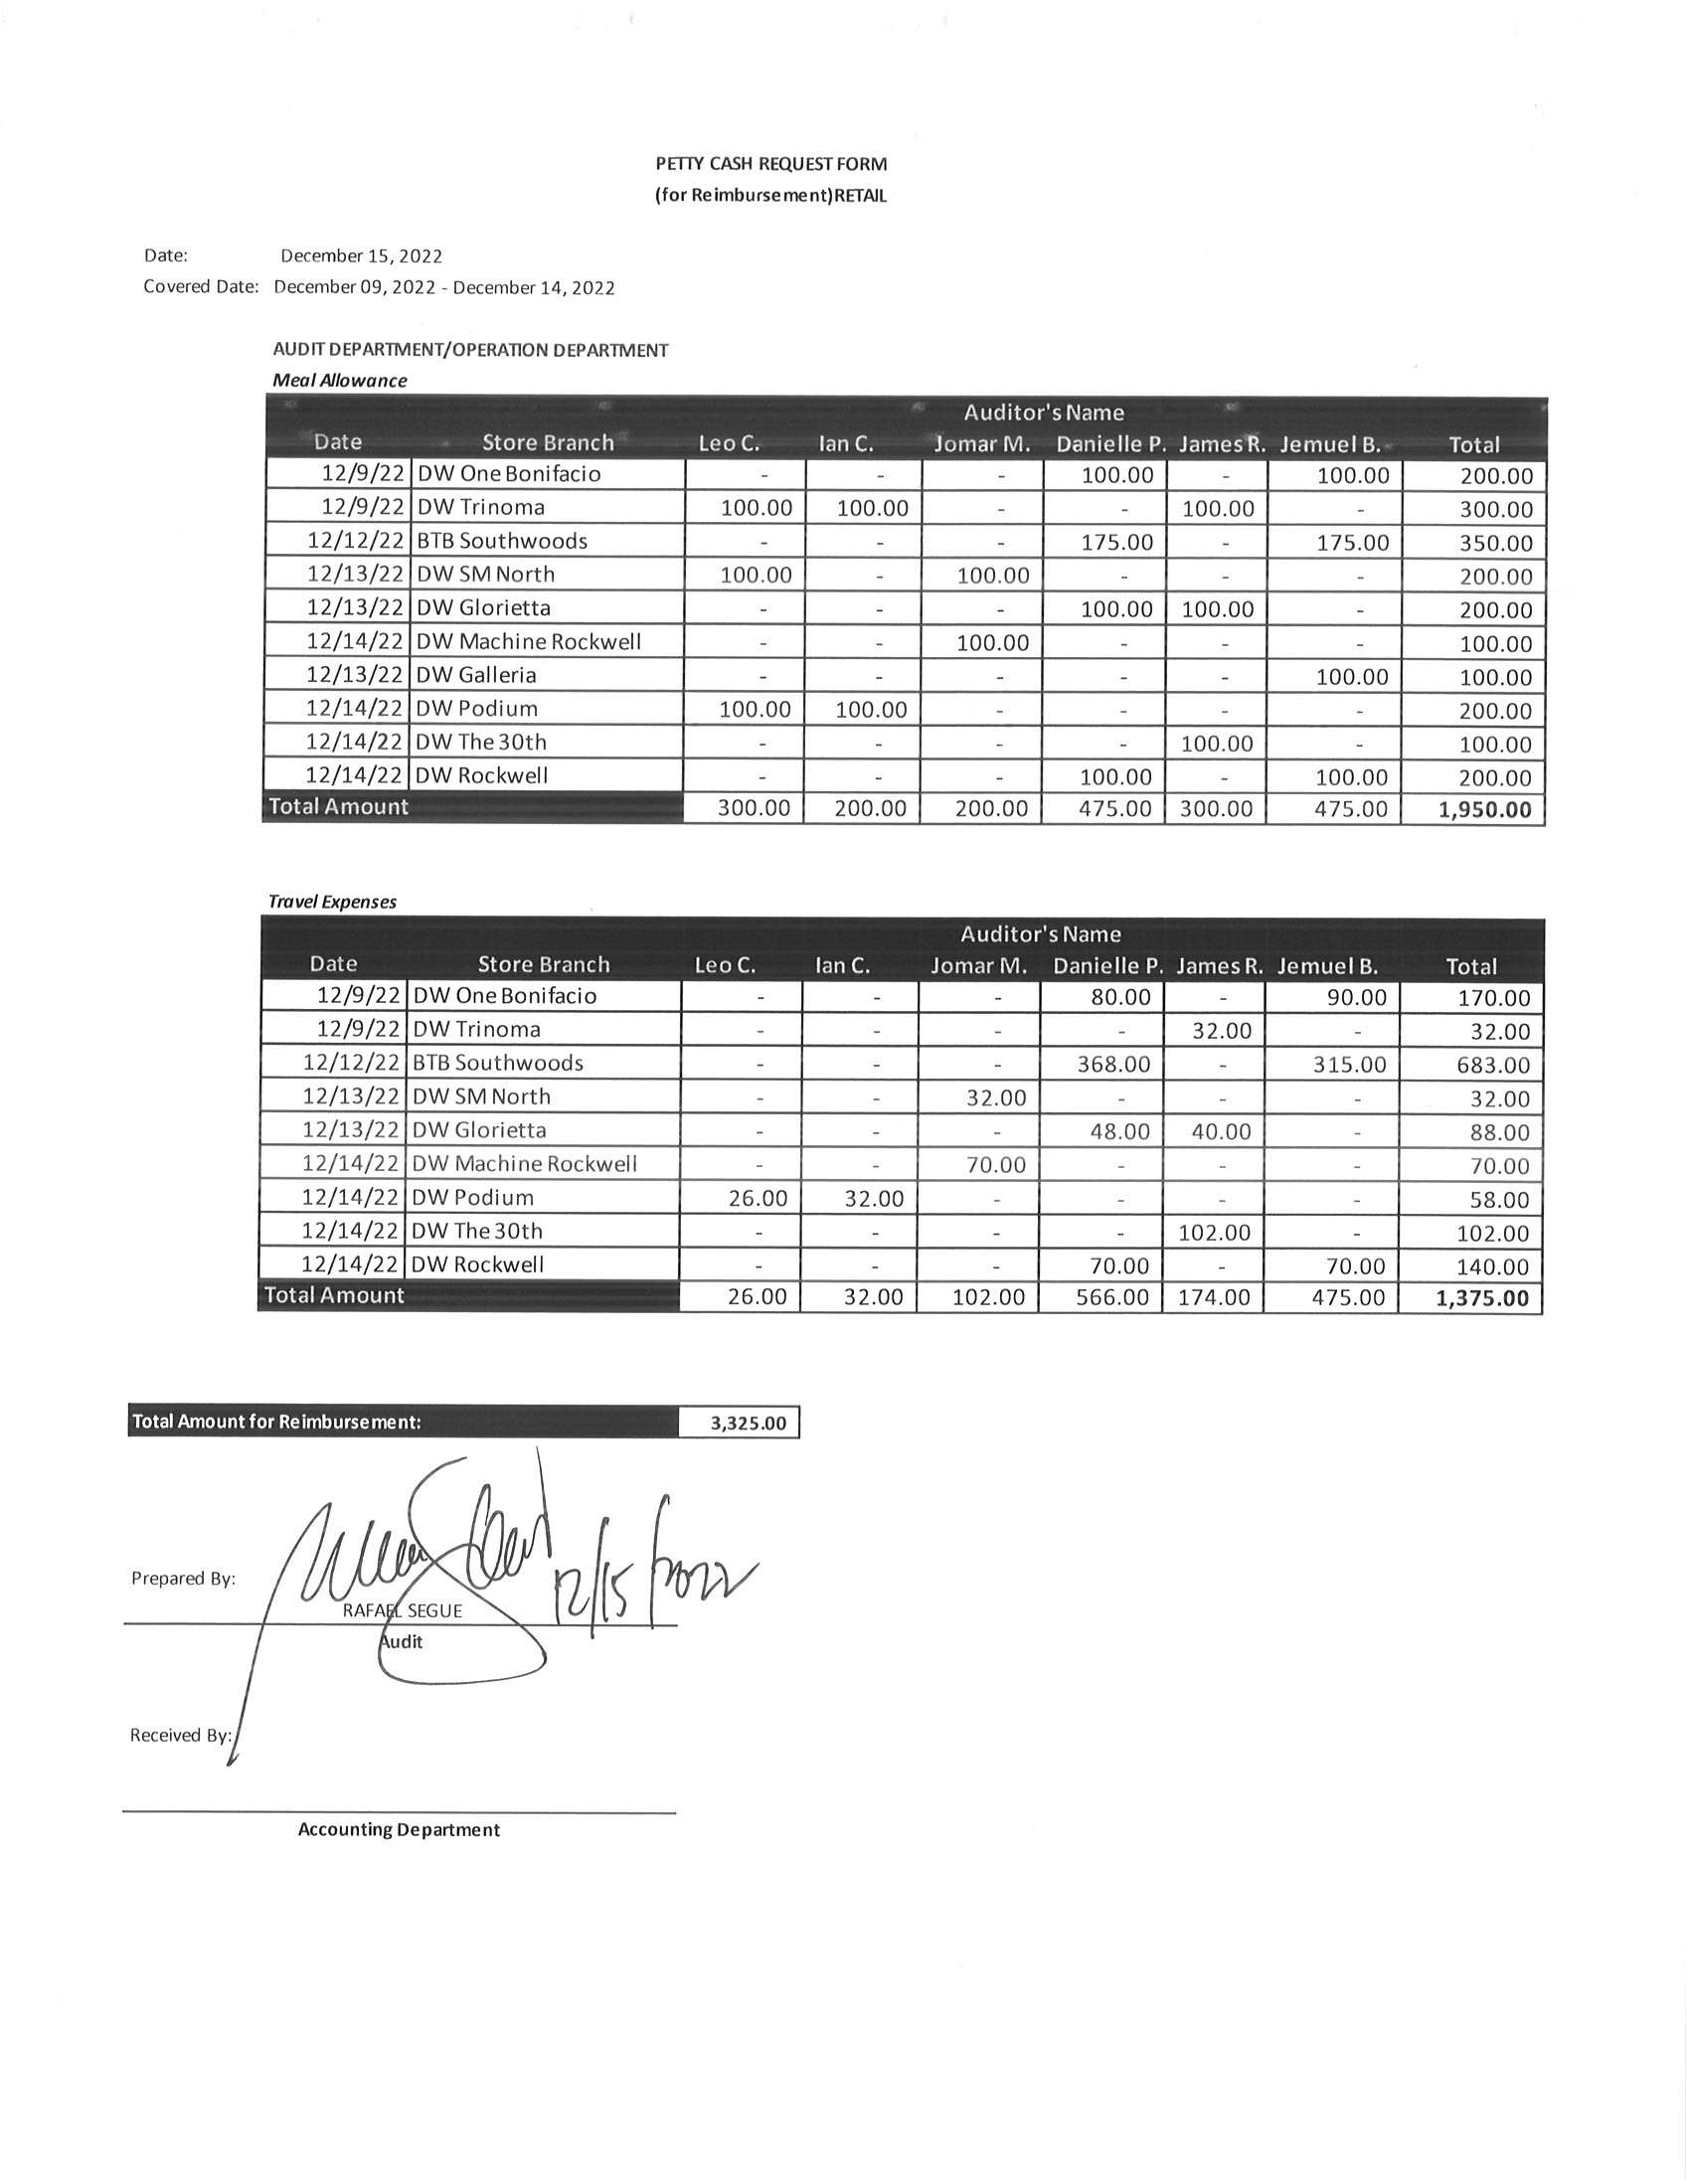 PETTY CASH REQUEST FORM
(for Reimbursement)RETAIL
Date: December 15, 2022
Covered Date: December 09, 2022 - December 14, 2022
AUDIT DEPARTMENT/OPERATION DEPARTMENT
Meal Allowance
Auditor's Name
Date Store Branch Leo C. Ian C. Jomar M. Danielle P. James R. Jemuel B. Total
12/9/22 DW One Bonifacio - - - 100.00 - 100.00 200.00
12/9/22 DW Trinoma 100.00 100.00 - - 100.00 - 300.00
12/12/22 BTB Southwoods - - - 175.00 - 175.00 350.00
12/13/22 DW SM North 100.00 - 100.00 - - - 200.00
12/13/22 DW Glorietta - - - 100.00 100.00 - 200.00
12/14/22 DW Machine Rockwell - - 100.00 - - - 100.00
12/13/22 DW Galleria - - - - - 100.00 100.00
12/14/22 DW Podium 100.00 100.00 - - - - 200.00
12/14/22 DW The 30th - - - - 100.00 - 100.00
12/14/22 DW Rockwell - - - 100.00 - 100.00 200.00
Total Amount 300.00 200.00 200.00 475.00 300.00 475.00 1,950.00
Travel Expenses
Auditor's Name
Date Store Branch Leo C. Ian C. Jomar M. Danielle P. James R. Jemuel B. Total
12/9/22 DW One Bonifacio - - - 80.00 - 90.00 170.00
12/9/22 DW Trinoma - - - - 32.00 - 32.00
12/12/22 BTB Southwoods - - - 368.00 - 315.00 683.00
12/13/22 DW SM North - - 32.00 - - - 32.00
12/13/22 DW Glorietta - - - 48.00 40.00 - 88.00
12/14/22 DW Machine Rockwell - - 70.00 - - - 70.00
12/14/22 DW Podium 26.00 32.00 - - - - 58.00
12/14/22 DW The 30th - - - - 102.00 - 102.00
12/14/22 DW Rockwell - - - 70.00 - 70.00 140.00
Total Amount 26.00 32.00 102.00 566.00 174.00 475.00 1,375.00
Total Amount for Reimbursement: 3,325.00
12/15/2022
Prepared By:
RAFAEL SEGUE
Audit
Received By:
Accounting Department